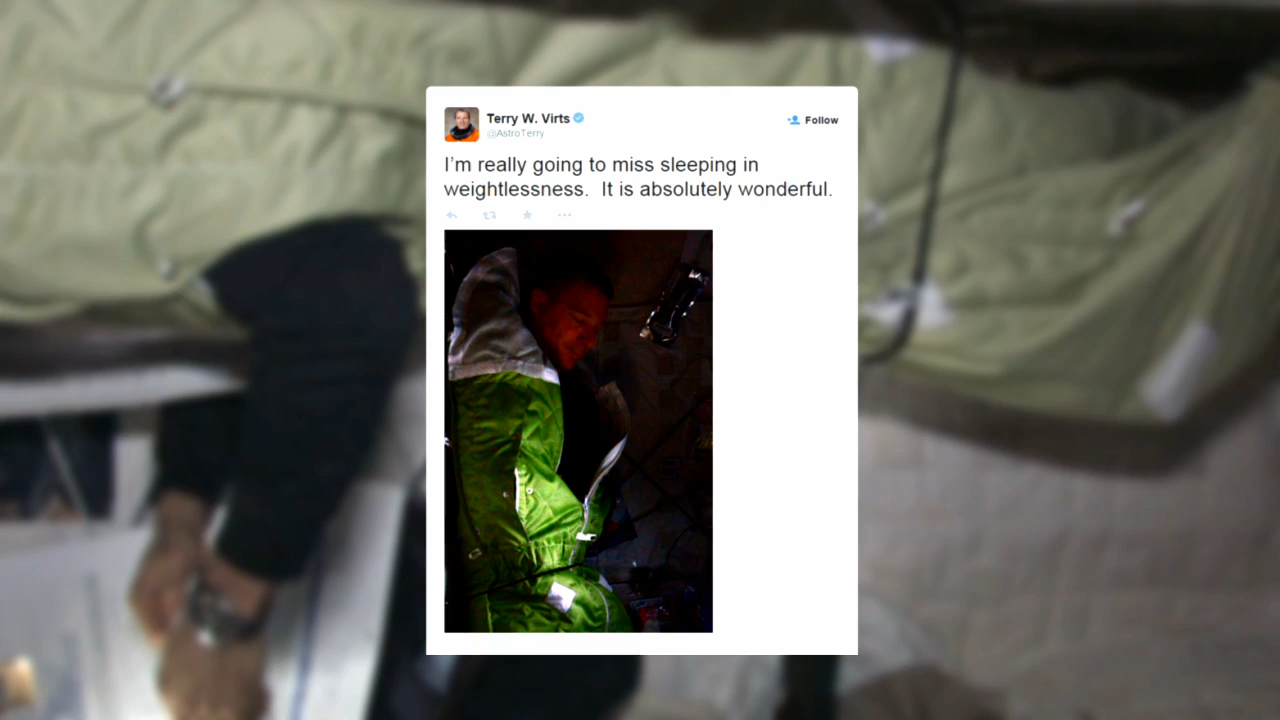 Terry W. Virts
@AstroTerry
Follow
I'm really going to miss sleeping in
weightlessness.  It is absolutely wonderful.